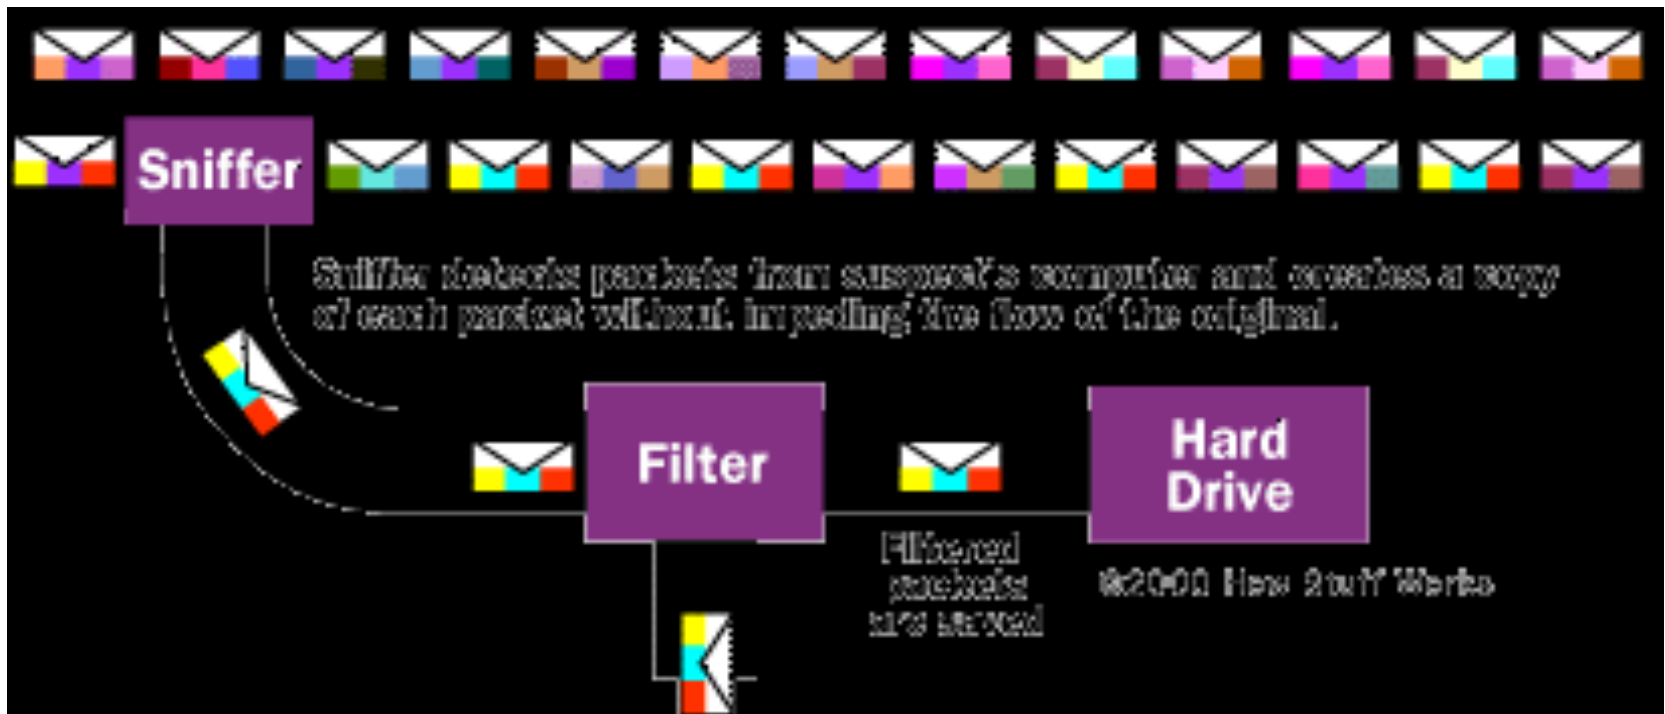 Sniffer
Sniffer detects packets from suspect's computer and creates a copy
of each packet without impeding the flow of the original.
Filter
Hard
Drive
Filtered
packets
are saved
©2000 How Stuff Works